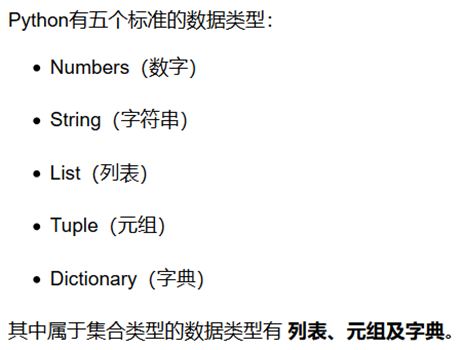 Python有五个标准的数据类型：
• Numbers（数字）
• String（字符串）
• List（列表）
• Tuple（元组）
• Dictionary（字典）
其中属于集合类型的数据类型有 列表、元组及字典。